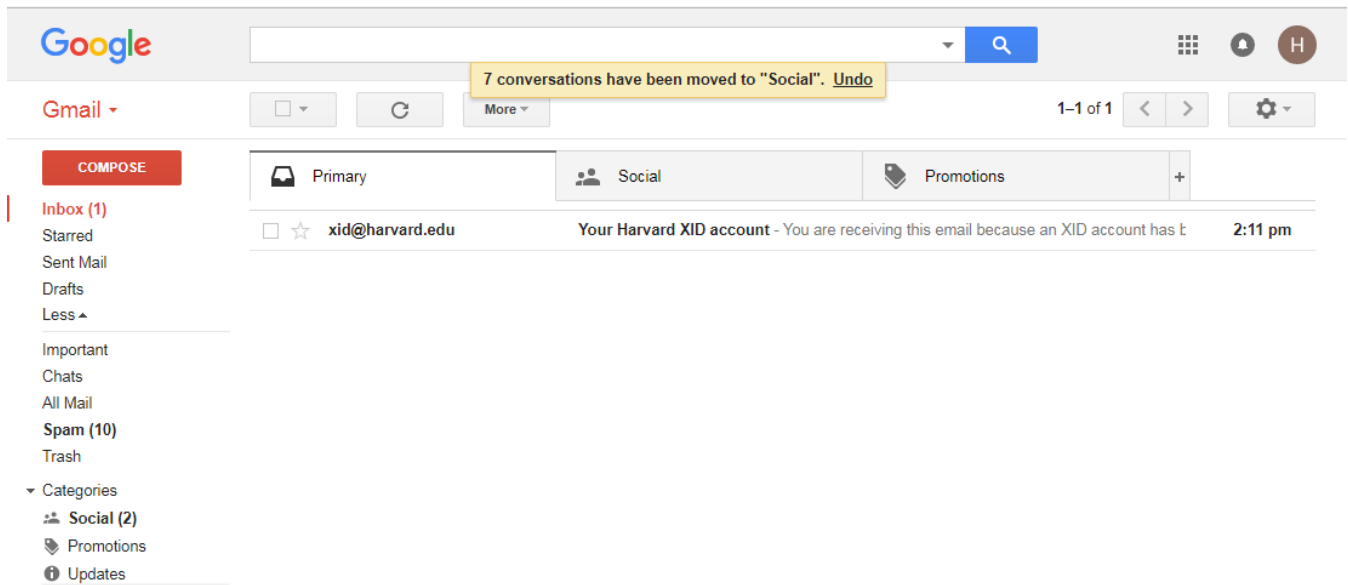 Google
H
7 conversations have been moved to "Social". Undo
Gmail
More
1–1 of 1
COMPOSE
Primary
Social
Promotions
+
Inbox (1)
xid@harvard.edu Your Harvard XID account - You are receiving this email because an XID account has t 2:11 pm
Starred
Sent Mail
Drafts
Less
Important
Chats
All Mail
Spam (10)
Trash
Categories
Social (2)
Promotions
Updates